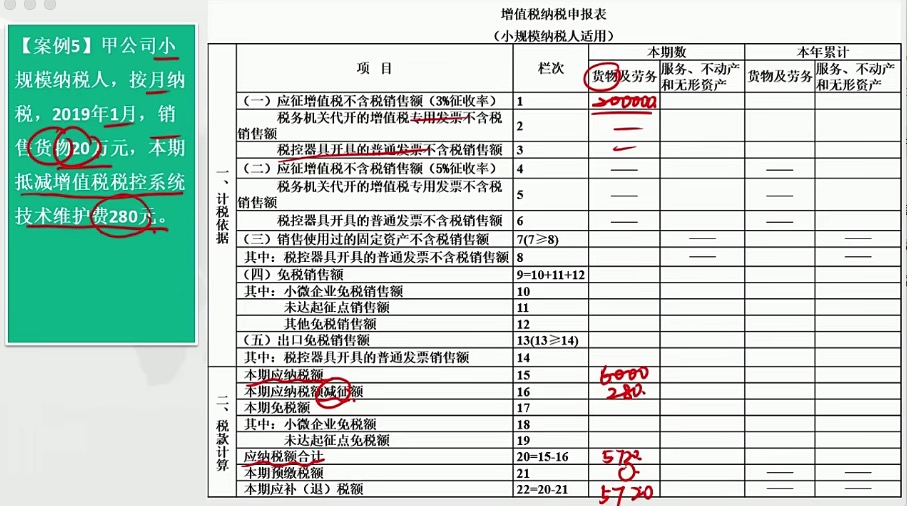 【案例5】甲公司小
规模纳税人，按月纳
税，2019年1月，销
售货物20万元，本期
抵减增值税税控系统
技术维护费280元。
增值税纳税申报表
（小规模纳税人适用）
项 目 栏次 本期数 本年累计
货物及劳务 服务、不动产和无形资产 货物及劳务 服务、不动产和无形资产
一、计税依据
（一）应征增值税不含税销售额（3%征收率） 1 200000
税务机关代开的增值税专用发票不含税
销售额 2 —
税控器具开具的普通发票不含税销售额 3
（二）应征增值税不含税销售额（5%征收率） 4 —— ——
税务机关代开的增值税专用发票不含税
销售额 5 —— ——
税控器具开具的普通发票不含税销售额 6 —— ——
（三）销售使用过的固定资产不含税销售额 7(7≥8) —— ——
其中：税控器具开具的普通发票不含税销售额 8 —— ——
（四）免税销售额 9=10+11+12
其中：小微企业免税销售额 10
未达起征点销售额 11
其他免税销售额 12
（五）出口免税销售额 13(13≥14)
其中：税控器具开具的普通发票销售额 14
二、税款计算
本期应纳税额 15 6000
本期应纳税额减征额 16 280
本期免税额 17
其中：小微企业免税额 18
未达起征点免税额 19
应纳税额合计 20=15-16
本期预缴税额 21 0 —— ——
本期应补（退）税额 22=20-21 5720 —— ——